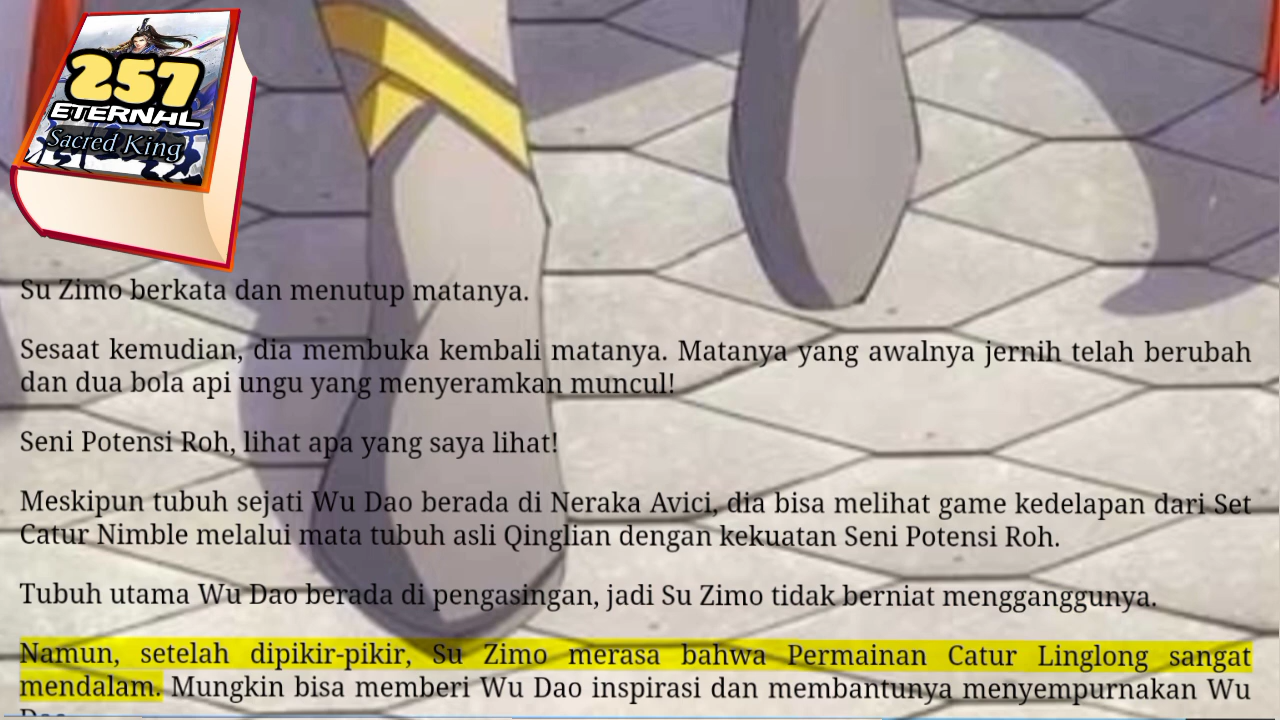 257
ETERNAL
Sacred King
Su Zimo berkata dan menutup matanya.
Sesaat kemudian, dia membuka kembali matanya. Matanya yang awalnya jernih telah berubah
dan dua bola api ungu yang menyeramkan muncul!
Seni Potensi Roh, lihat apa yang saya lihat!
Meskipun tubuh sejati Wu Dao berada di Neraka Avici, dia bisa melihat game kedelapan dari Set
Catur Nimble melalui mata tubuh asli Qinglian dengan kekuatan Seni Potensi Roh.
Tubuh utama Wu Dao berada di pengasingan, jadi Su Zimo tidak berniat mengganggunya.
Namun, setelah dipikir-pikir, Su Zimo merasa bahwa Permainan Catur Linglong sangat
mendalam. Mungkin bisa memberi Wu Dao inspirasi dan membantunya menyempurnakan Wu